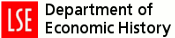 LSE Department of
Economic History